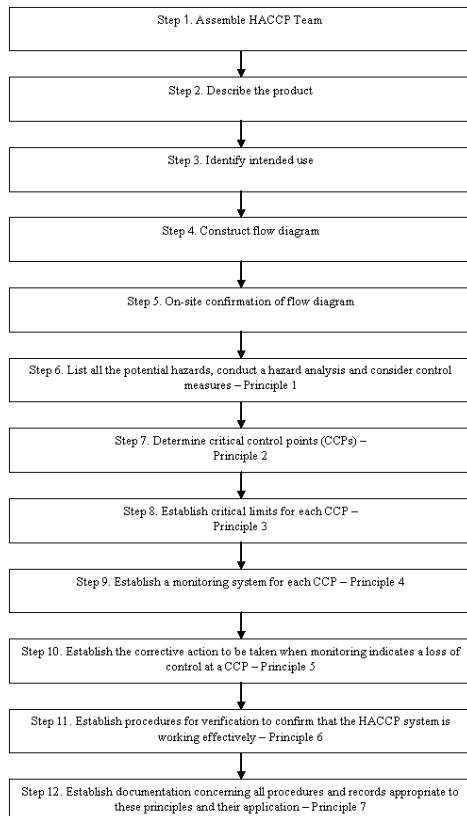 Step 1. Assemble HACCP Team
Step 2. Describe the product
Step 3. Identify intended use
Step 4. Construct flow diagram
Step 5. On-site confirmation of flow diagram
Step 6. List all the potential hazards, conduct a hazard analysis and consider control
measures – Principle 1
Step 7. Determine critical control points (CCPs) –
Principle 2
Step 8. Establish critical limits for each CCP –
Principle 3
Step 9. Establish a monitoring system for each CCP – Principle 4
Step 10. Establish the corrective action to be taken when monitoring indicates a loss of
control at a CCP – Principle 5
Step 11. Establish procedures for verification to confirm that the HACCP system is
working effectively – Principle 6
Step 12. Establish documentation concerning all procedures and records appropriate to
these principles and their application – Principle 7